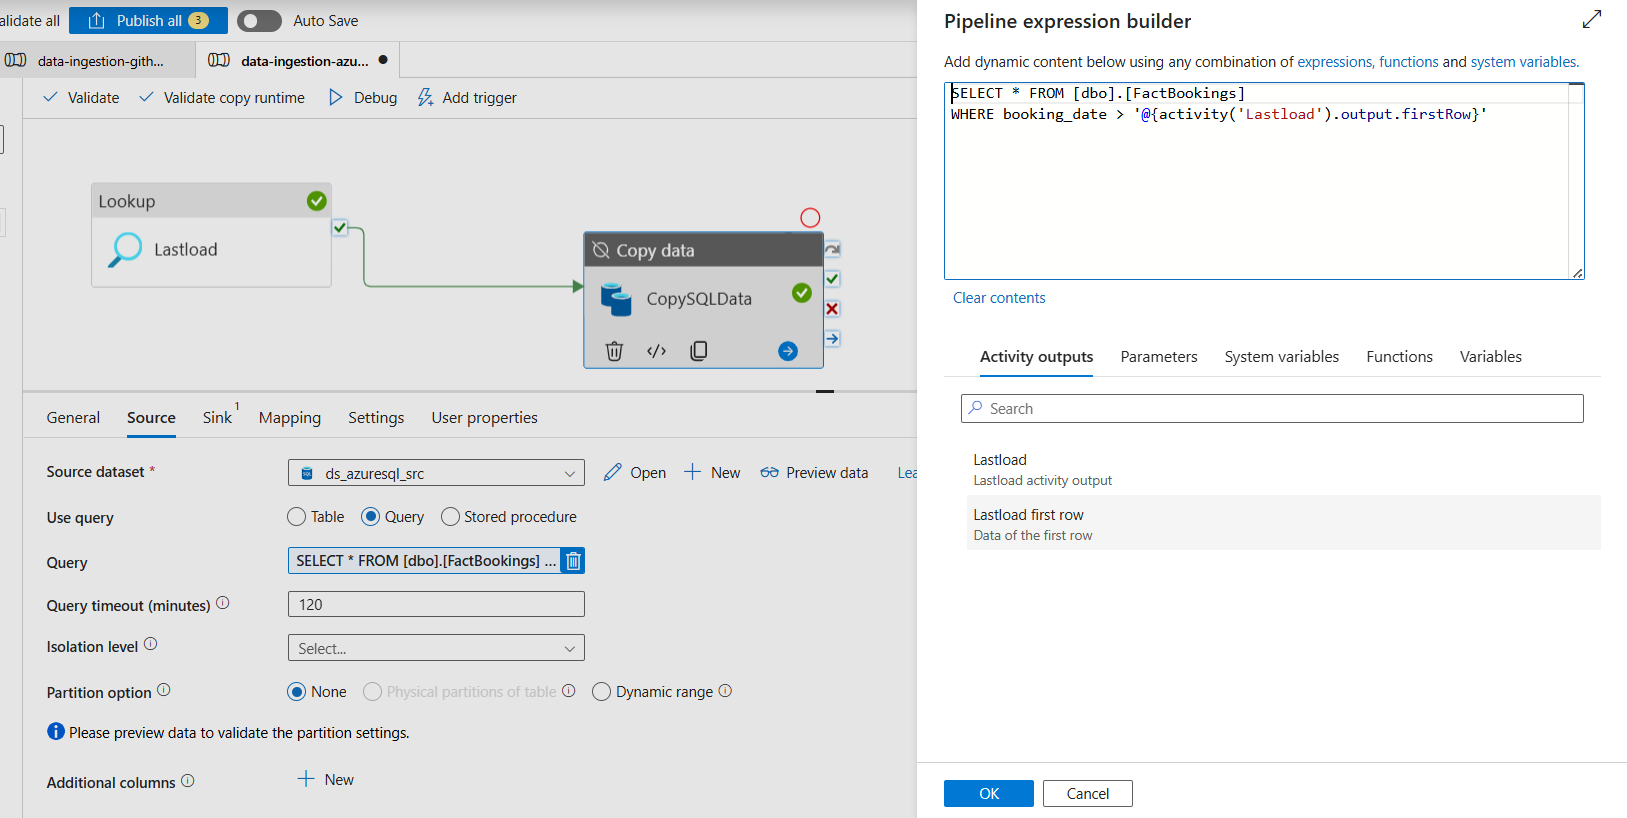 alidate all
Publish all 3
Auto Save
data-ingestion-gith...
data-ingestion-azu...
Validate
Validate copy runtime
Debug
Add trigger
Lookup
Lastload
Copy data
CopySQLData
General
Source
Sink 1
Mapping
Settings
User properties
Source dataset *
ds_azuresql_src
Open
New
Preview data
Lea
Use query
Table
Query
Stored procedure
Query
SELECT * FROM [dbo].[FactBookings] ...
Query timeout (minutes)
120
Isolation level
Select...
Partition option
None
Physical partitions of table
Dynamic range
Please preview data to validate the partition settings.
Additional columns
New
Pipeline expression builder
Add dynamic content below using any combination of expressions, functions and system variables.
SELECT * FROM [dbo].[FactBookings]
WHERE booking_date > '@{activity('Lastload').output.firstRow}'
Clear contents
Activity outputs
Parameters
System variables
Functions
Variables
Search
Lastload
Lastload activity output
Lastload first row
Data of the first row
OK
Cancel